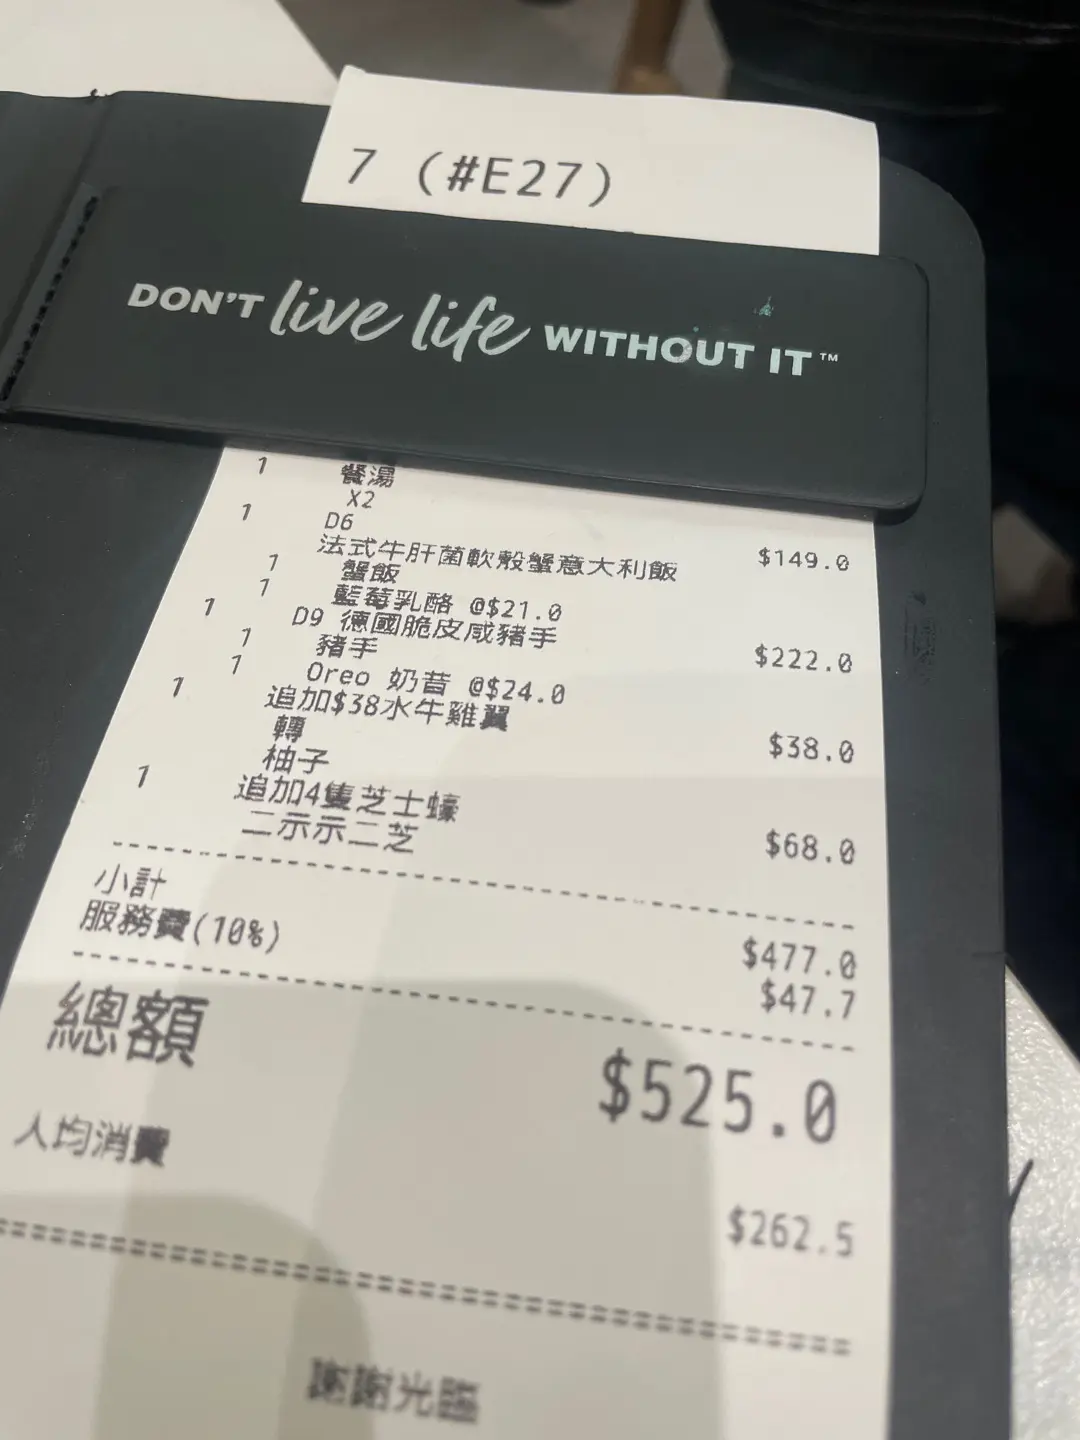 7 (#E27)
DON'T live life WITHOUT IT™
1 餐湯
X2
1 D6
法式牛肝菌軟殼蟹意大利飯 $149.0
1 蟹飯
1 藍莓乳酪 @$21.0
1 D9 德國脆皮咸豬手 $222.0
1 豬手
1 Oreo 奶昔 @$24.0
1 追加$38水牛雞翼 $38.0
轉
柚子
1 追加4隻芝士蠔 $68.0
二示示二芝
小計 $477.0
服務費(10%) $47.7
總額 $525.0
人均消費 $262.5
謝謝光臨